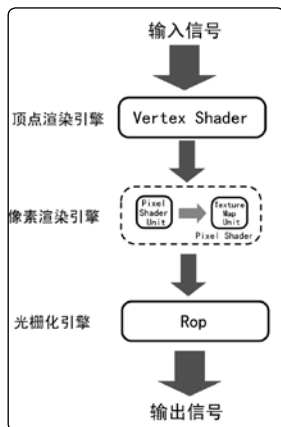 输入信号
顶点渲染引擎
Vertex Shader
像素渲染引擎
Pixel
Shader
Unit
Texture
Map
Unit
Pixel Shader
光栅化引擎
Rop
输出信号